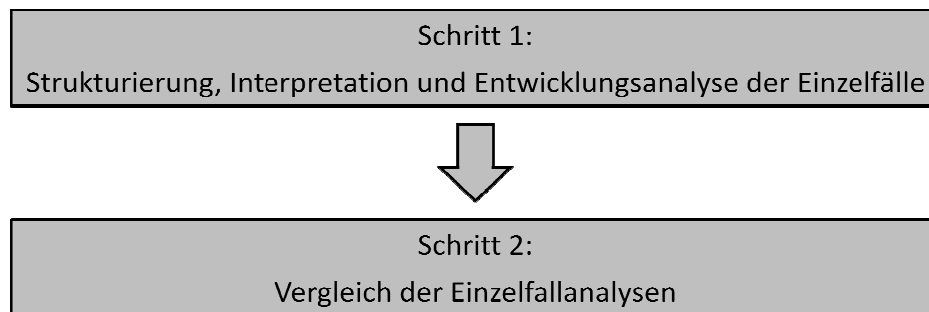 Schritt 1:
Strukturierung, Interpretation und Entwicklungsanalyse der Einzelfälle
Schritt 2:
Vergleich der Einzelfallanalysen